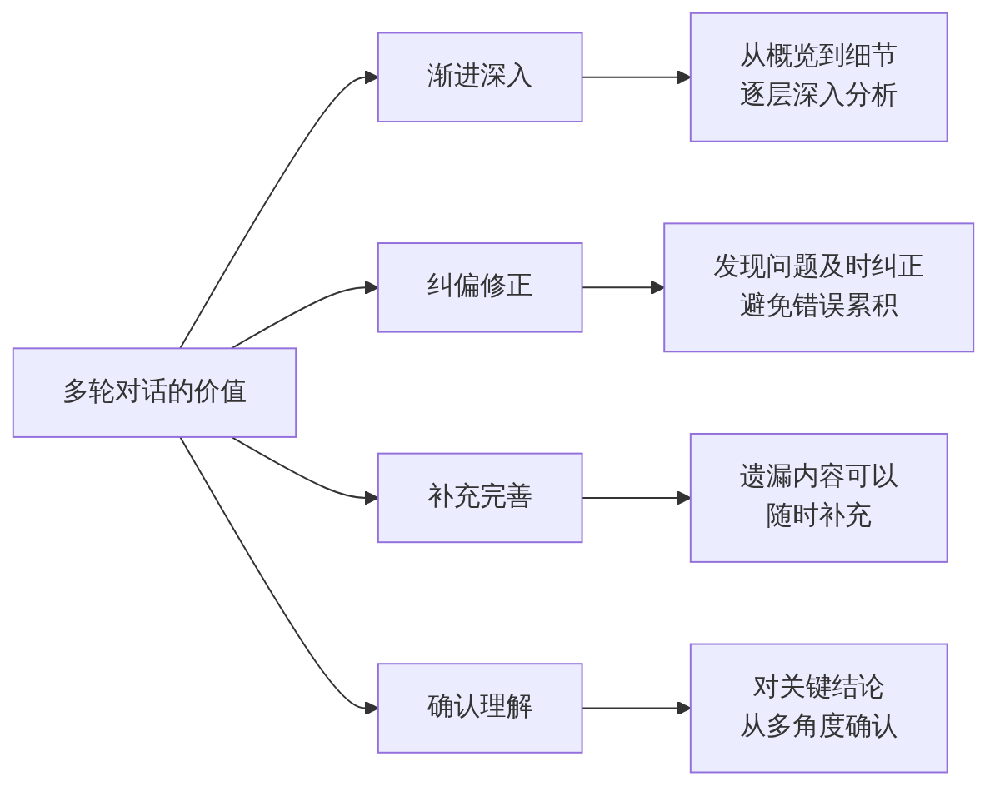 多轮对话的价值
渐进深入
从概览到细节
逐层深入分析
纠偏修正
发现问题及时纠正
避免错误累积
补充完善
遗漏内容可以
随时补充
确认理解
对关键结论
从多角度确认